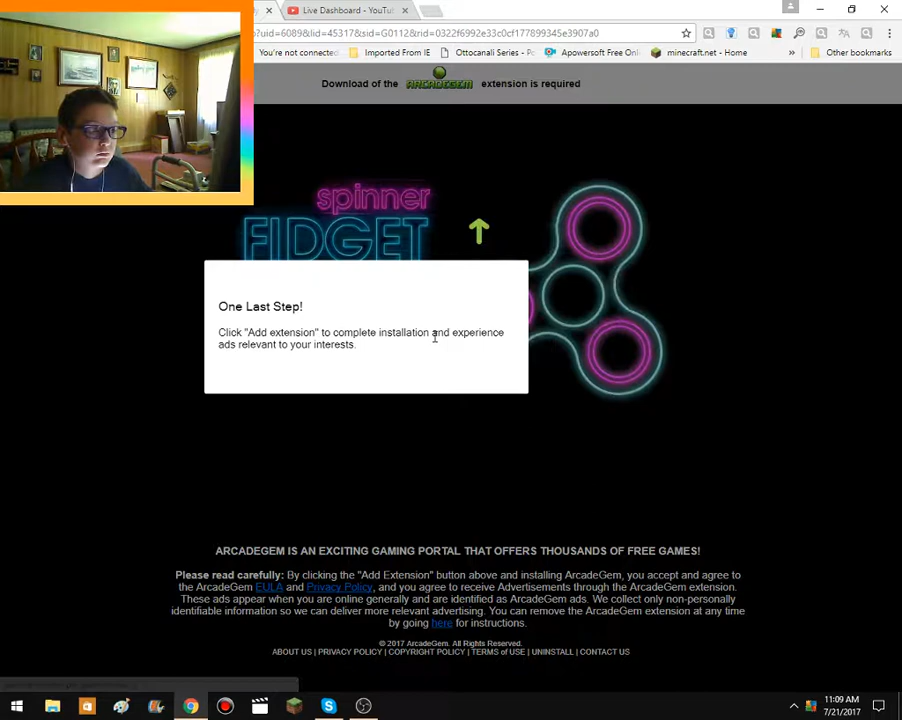 Live Dashboard - YouTu
?uid=6089&lid=45317&sid=G0112&rid=0322f6992e33c0cf177899345e3907a0
You're not connected
Imported From IE
Ottocanali Series - P
Apowersoft Free Onli
minecraft.net - Home
»
Other bookmarks
Download of the ARCADEGEM extension is required
spinner
FIDGET
One Last Step!
Click "Add extension" to complete installation and experience
ads relevant to your interests.
ARCADEGEM IS AN EXCITING GAMING PORTAL THAT OFFERS THOUSANDS OF FREE GAMES!
Please read carefully: By clicking the "Add Extension" button above and installing ArcadeGem, you accept and agree to
the ArcadeGem EULA and Privacy Policy, and you agree to receive Advertisements through the ArcadeGem extension.
These ads appear when you are online generally and are identified as ArcadeGem ads. We collect only non-personally
identifiable information so we can deliver more relevant advertising. You can remove the ArcadeGem extension at any time
by going here for instructions.
© 2017 ArcadeGem. All Rights Reserved.
ABOUT US | PRIVACY POLICY | COPYRIGHT POLICY | TERMS of USE | UNINSTALL | CONTACT US
11:09 AM
7/21/2017